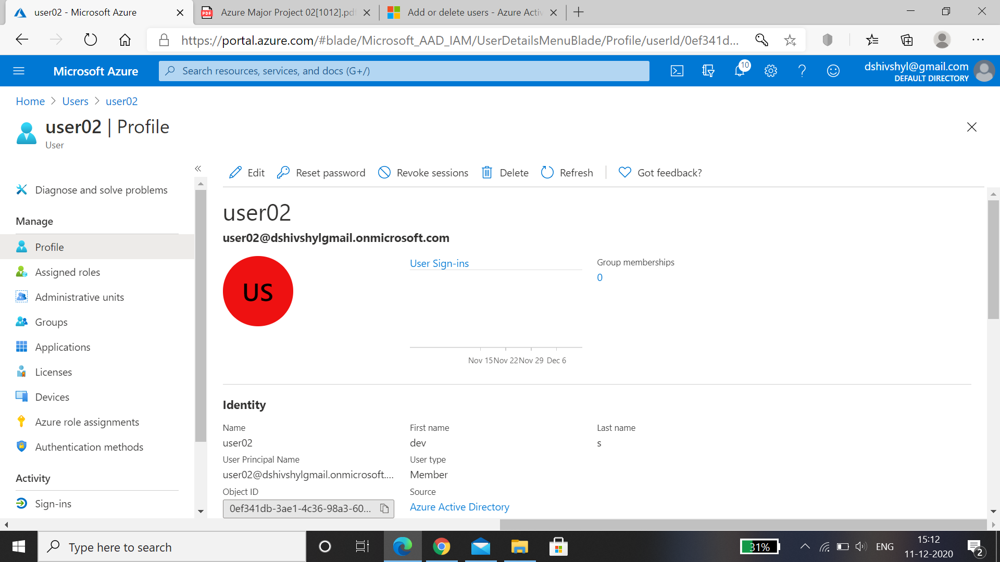 user02 - Microsoft Azure
Azure Major Project 02[1012].pdf
Add or delete users - Azure Activ
https://portal.azure.com/#blade/Microsoft_AAD_IAM/UserDetailsMenuBlade/Profile/userId/0ef341d...
Microsoft Azure
Search resources, services, and docs (G+/)
10
dshivshyl@gmail.com
DEFAULT DIRECTORY
Home > Users > user02
user02 | Profile
User
Diagnose and solve problems
Manage
Profile
Assigned roles
Administrative units
Groups
Applications
Licenses
Devices
Azure role assignments
Authentication methods
Activity
Sign-ins
Edit
Reset password
Revoke sessions
Delete
Refresh
Got feedback?
user02
user02@dshivshylgmail.onmicrosoft.com
US
User Sign-ins
Nov 15 Nov 22 Nov 29 Dec 6
Group memberships
0
Identity
Name
user02
First name
dev
Last name
s
User Principal Name
user02@dshivshylgmail.onmicrosoft....
User type
Member
Object ID
0ef341db-3ae1-4c36-98a3-60...
Source
Azure Active Directory
Type here to search
31%
ENG
15:12
11-12-2020
2